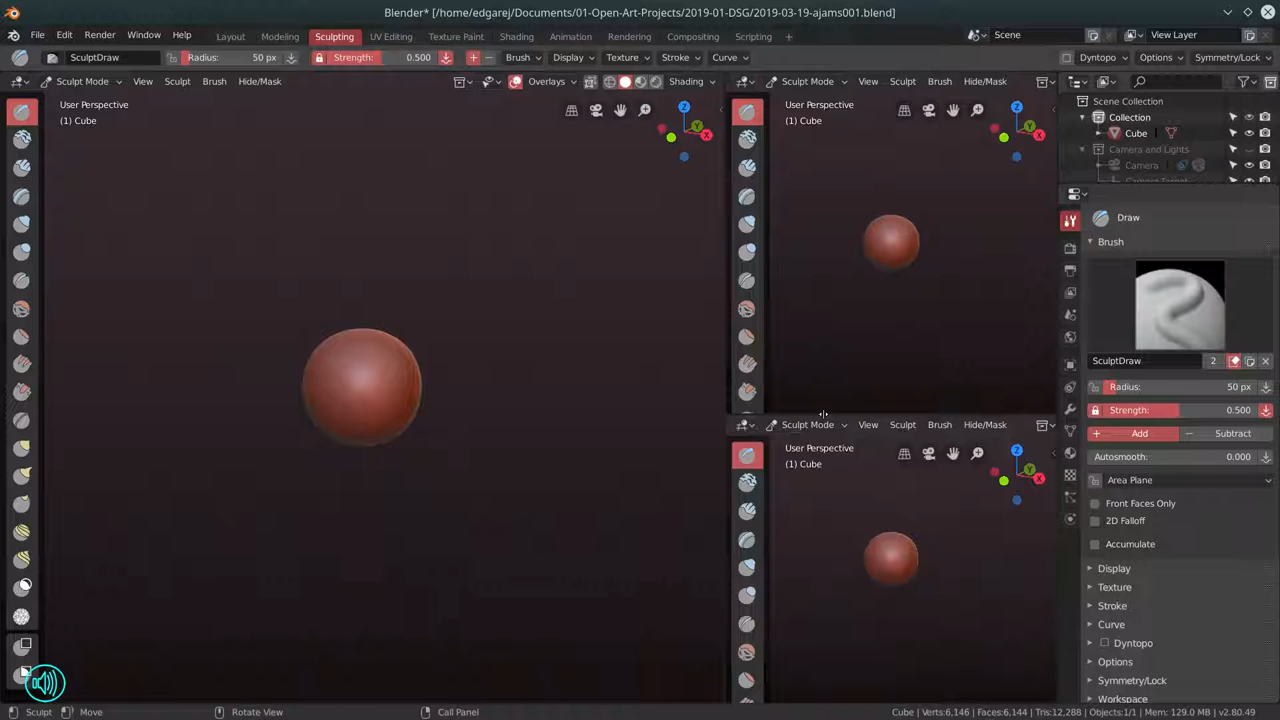 Blender* [/home/edgarej/Documents/01-Open-Art-Projects/2019-01-DSG/2019-03-19-ajams001.blend]
File Edit Render Window Help Layout Modeling Sculpting UV Editing Texture Paint Shading Animation Rendering Compositing Scripting + Scene View Layer
SculptDraw Radius: 50 px Strength: 0.500 Brush Display Texture Stroke Curve Dyntopo Options Symmetry/Lock
Sculpt Mode View Sculpt Brush Hide/Mask Overlays Shading
Sculpt Mode View Sculpt Brush Hide/Mask
User Perspective
(1) Cube
Z
Y
X
User Perspective
(1) Cube
Z
Y
X
Scene Collection
Collection
Cube
Camera and Lights
Camera
Draw
Brush
SculptDraw 2
Radius: 50 px
Strength: 0.500
Add Subtract
Autosmooth: 0.000
Area Plane
Front Faces Only
2D Falloff
Accumulate
Display
Texture
Stroke
Curve
Dyntopo
Options
Symmetry/Lock
Workspace
Sculpt Mode View Sculpt Brush Hide/Mask
User Perspective
(1) Cube
Z
Y
X
Sculpt Move Rotate View Call Panel Cube | Verts:6,146 | Faces:6,144 | Tris:12,288 | Objects:1/1 | Mem: 129.0 MB | v2.80.49